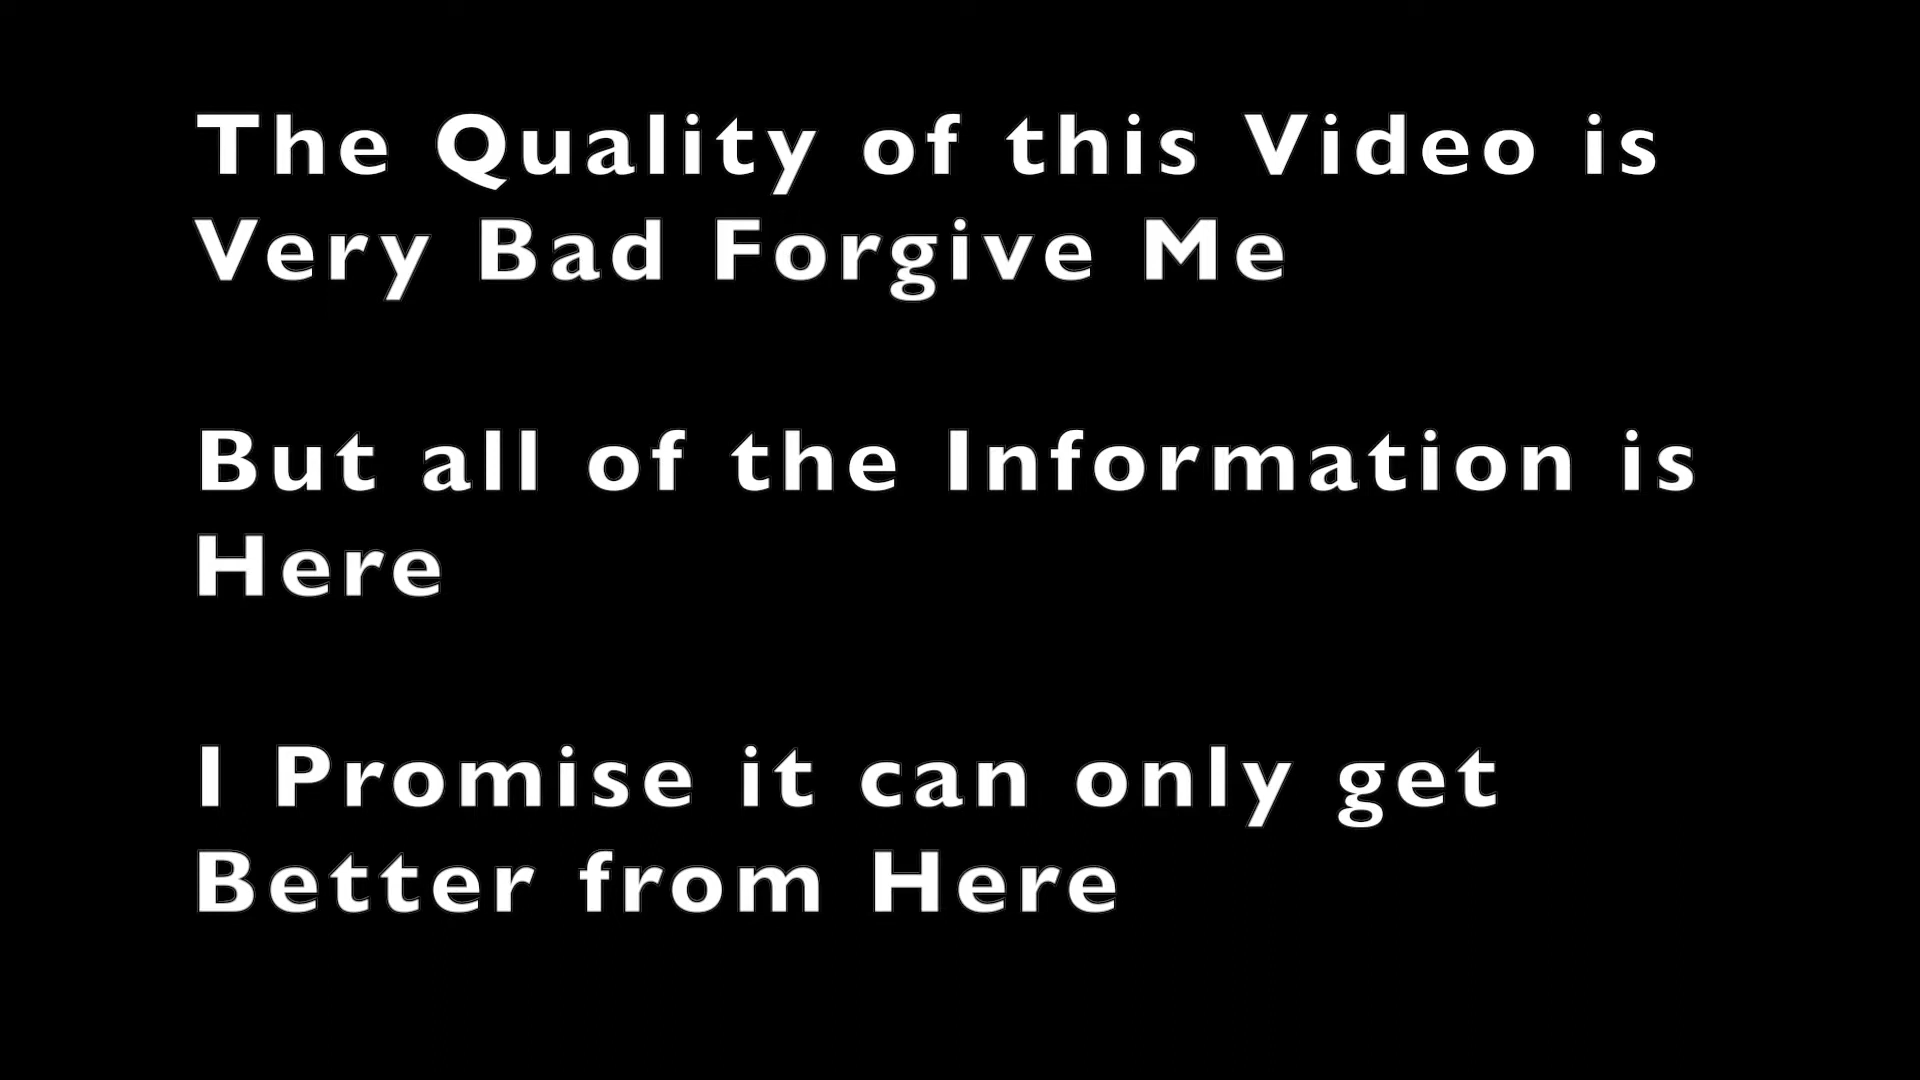 The Quality of this Video is
Very Bad Forgive Me
But all of the Information is
Here
I Promise it can only get
Better from Here